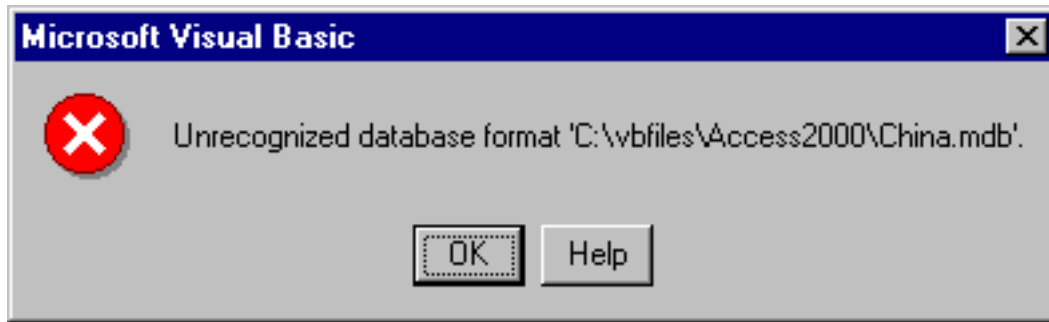 Microsoft Visual Basic
Unrecognized database format 'C:\vbfiles\Access2000\China.mdb'.
OK
Help